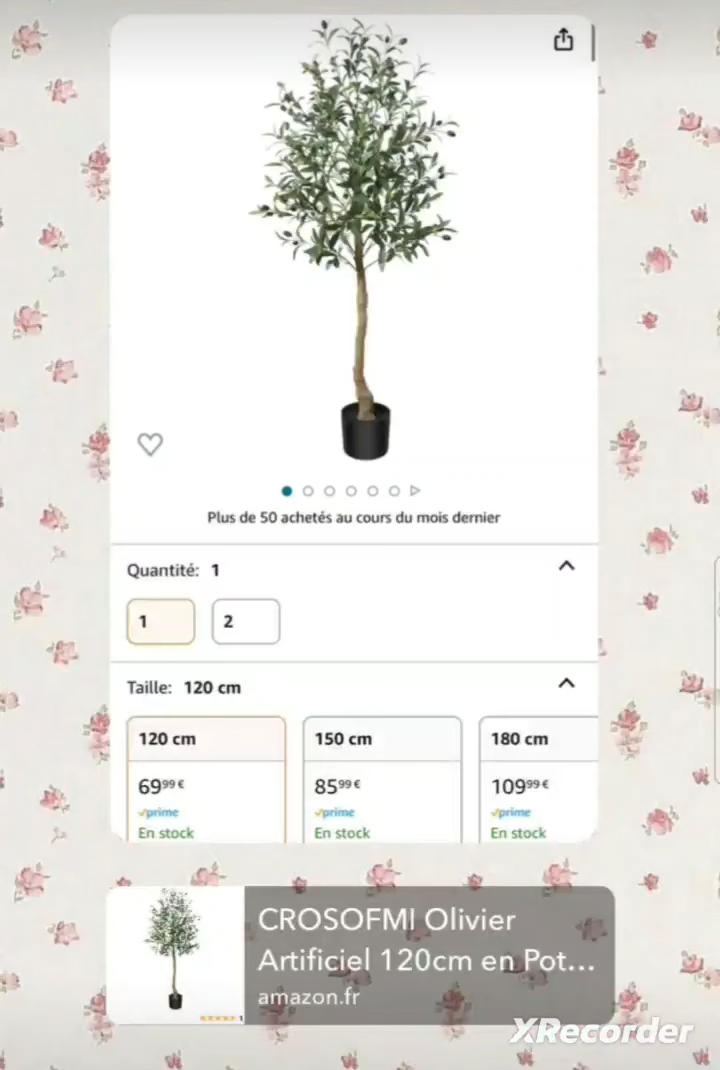 Plus de 50 achetés au cours du mois dernier
Quantité: 1
1
2
Taille: 120 cm
120 cm
150 cm
180 cm
69,99 €
85,99 €
109,99 €
prime
prime
prime
En stock
En stock
En stock
CROSOFMI Olivier
Artificiel 120cm en Pot...
amazon.fr
1
XRecorder